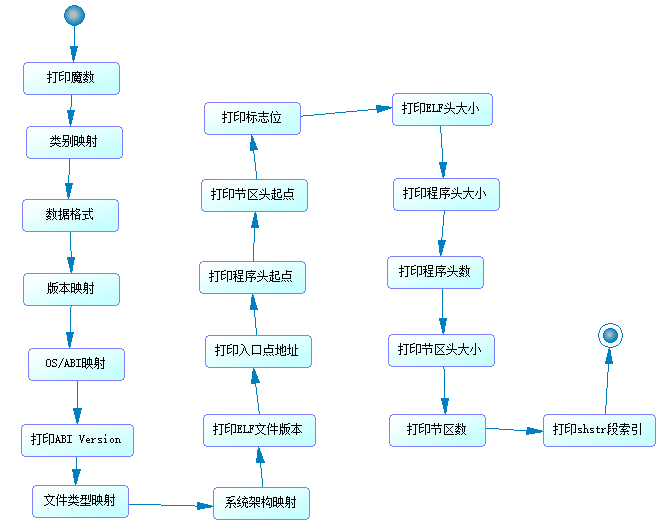 打印魔数
类别映射
数据格式
版本映射
OS/ABI映射
打印ABI Version
文件类型映射
系统架构映射
打印ELF文件版本
打印入口点地址
打印程序头起点
打印节区头起点
打印标志位
打印ELF头大小
打印程序头大小
打印程序头数
打印节区头大小
打印节区数
打印shstr段索引